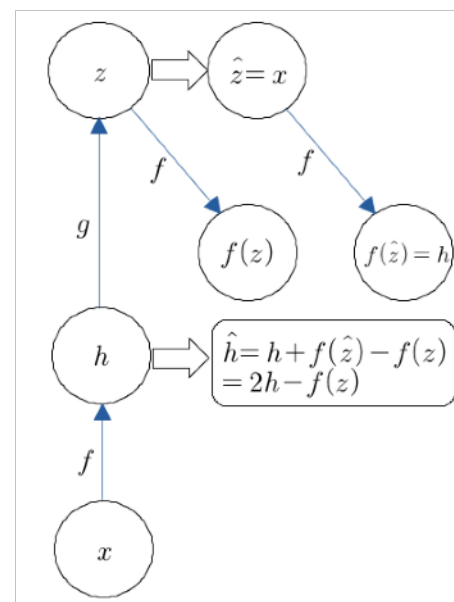 z
ẑ = x
f
f
g
f(z)
f(ẑ) = h
h
ĥ = h + f(ẑ) − f(z)
= 2h − f(z)
f
x